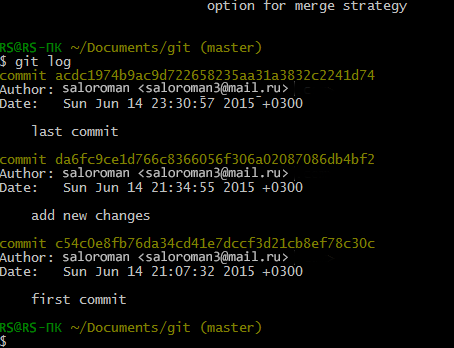 option for merge strategy
RS@RS-ПК ~/Documents/git (master)
$ git log
commit acdc1974b9ac9d722658235aa31a3832c2241d74
Author: saloroman <saloroman3@mail.ru>
Date:   Sun Jun 14 23:30:57 2015 +0300
last commit
commit da6fc9ce1d766c8366056f306a02087086db4bf2
Author: saloroman <saloroman3@mail.ru>
Date:   Sun Jun 14 21:34:55 2015 +0300
add new changes
commit c54c0e8fb76da34cd41e7dccf3d21cb8ef78c30c
Author: saloroman <saloroman3@mail.ru>
Date:   Sun Jun 14 21:07:32 2015 +0300
first commit
RS@RS-ПК ~/Documents/git (master)
$